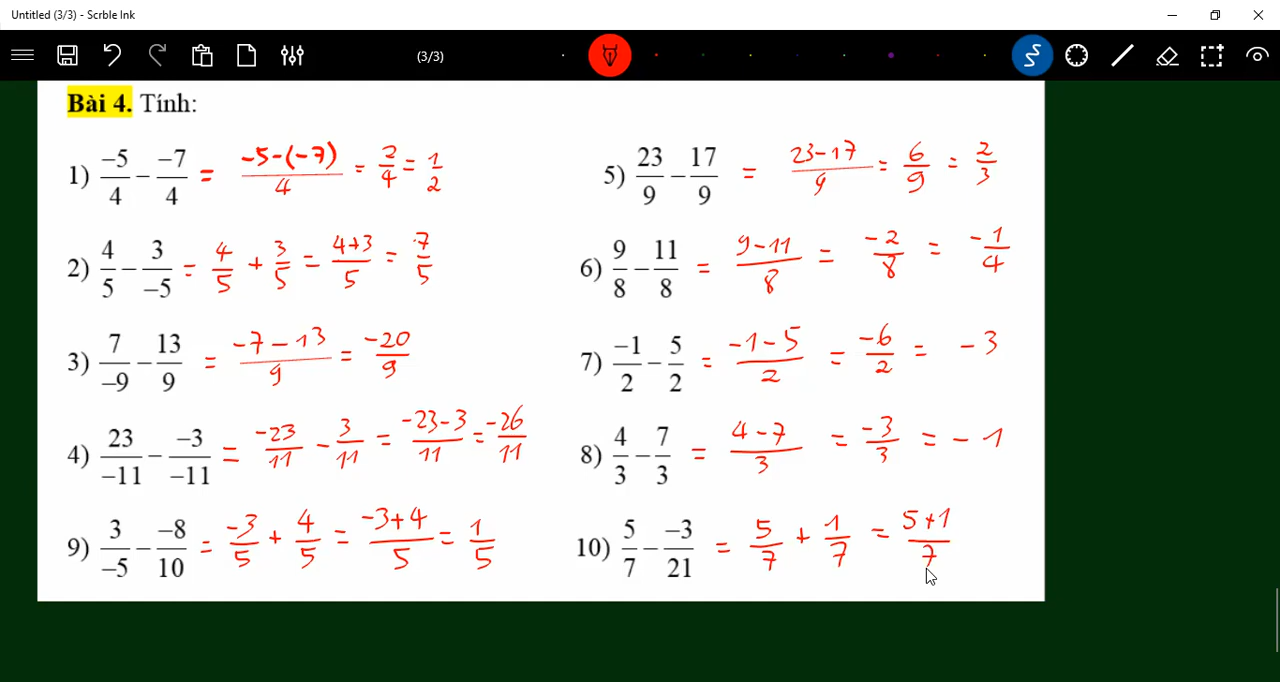 Untitled (3/3) - Scrble Ink
(3/3)
Bài 4. Tính:
1) -5/4 - -7/4 = -5-(-7)/4 = 2/4 = 1/2
5) 23/9 - 17/9 = 23-17/9 = 6/9 = 2/3
2) 4/5 - 3/-5 = 4/5 + 3/5 = 4+3/5 = 7/5
6) 9/8 - 11/8 = 9-11/8 = -2/8 = -1/4
3) 7/-9 - 13/9 = -7-13/9 = -20/9
7) -1/2 - 5/2 = -1-5/2 = -6/2 = -3
4) 23/-11 - -3/-11 = -23/11 - 3/11 = -23-3/11 = -26/11
8) 4/3 - 7/3 = 4-7/3 = -3/3 = -1
9) 3/-5 - -8/10 = -3/5 + 4/5 = -3+4/5 = 1/5
10) 5/7 - -3/21 = 5/7 + 1/7 = 5+1/7